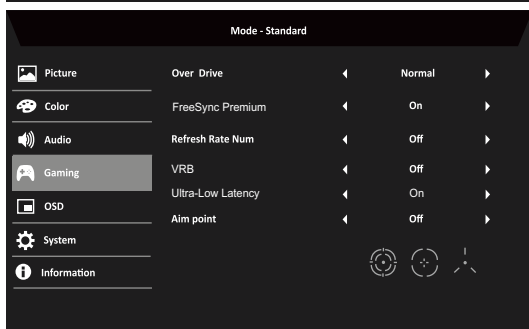 Mode - Standard
Picture
Over Drive Normal
Color
FreeSync Premium On
Audio
Refresh Rate Num Off
Gaming
VRB Off
Ultra-Low Latency On
OSD
Aim point Off
System
Information